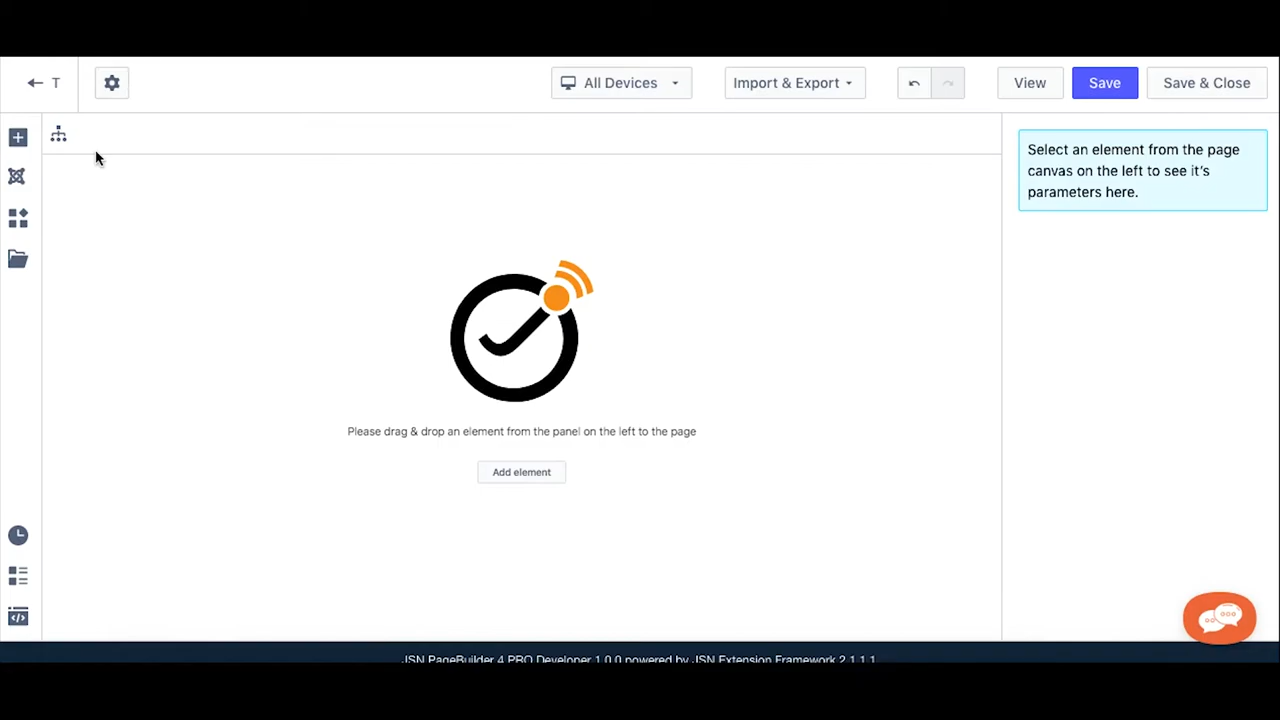 T
All Devices
Import & Export
View
Save
Save & Close
Select an element from the page
canvas on the left to see it's
parameters here.
Please drag & drop an element from the panel on the left to the page
Add element
JSN PageBuilder 4 PRO Developer 1.0.0 powered by JSN Extension Framework 2.1.1.1